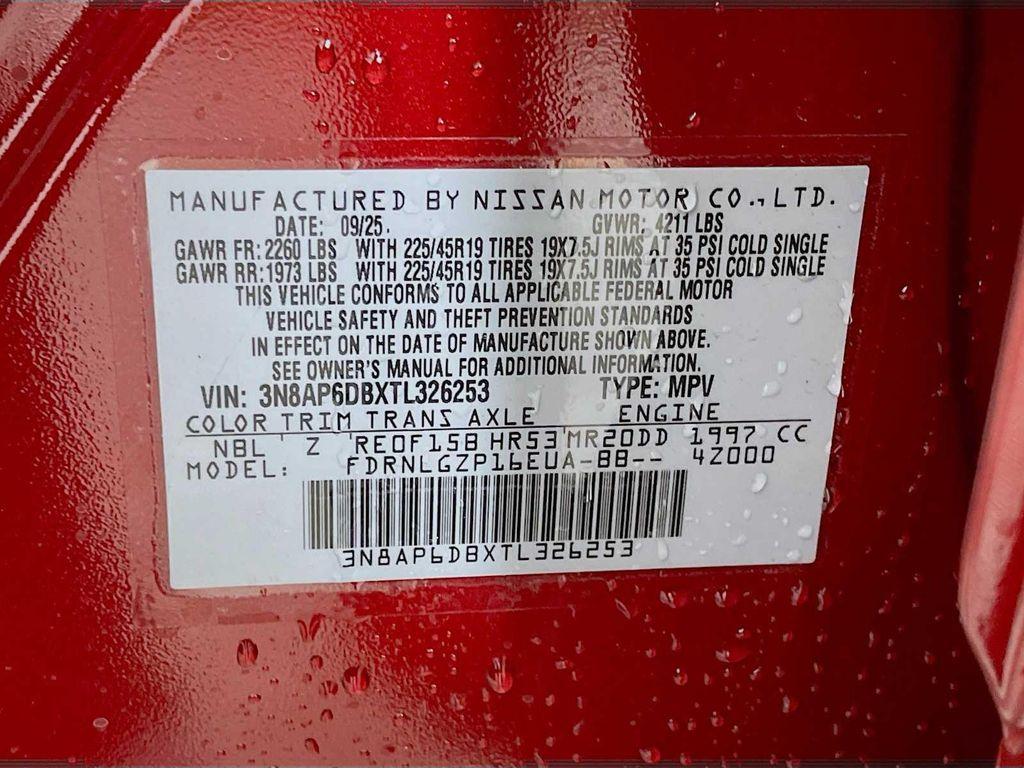 MANUFACTURED BY NISSAN MOTOR CO., LTD.
DATE: 09/25. GVWR: 4211 LBS
GAWR FR: 2260 LBS WITH 225/45R19 TIRES 19X7.5J RIMS AT 35 PSI COLD SINGLE
GAWR RR: 1973 LBS WITH 225/45R19 TIRES 19X7.5J RIMS AT 35 PSI COLD SINGLE
THIS VEHICLE CONFORMS TO ALL APPLICABLE FEDERAL MOTOR
VEHICLE SAFETY AND THEFT PREVENTION STANDARDS
IN EFFECT ON THE DATE OF MANUFACTURE SHOWN ABOVE.
SEE OWNER'S MANUAL FOR ADDITIONAL INFORMATION.
VIN: 3N8AP6DBXTL326253 TYPE: MPV
COLOR TRIM TRANS AXLE ENGINE
NBL Z RE0F15B HR53 MR20DD 1997 CC
MODEL: FDRNLGZP16EUA-BB-- 4Z000
3N8AP6DBXTL326253